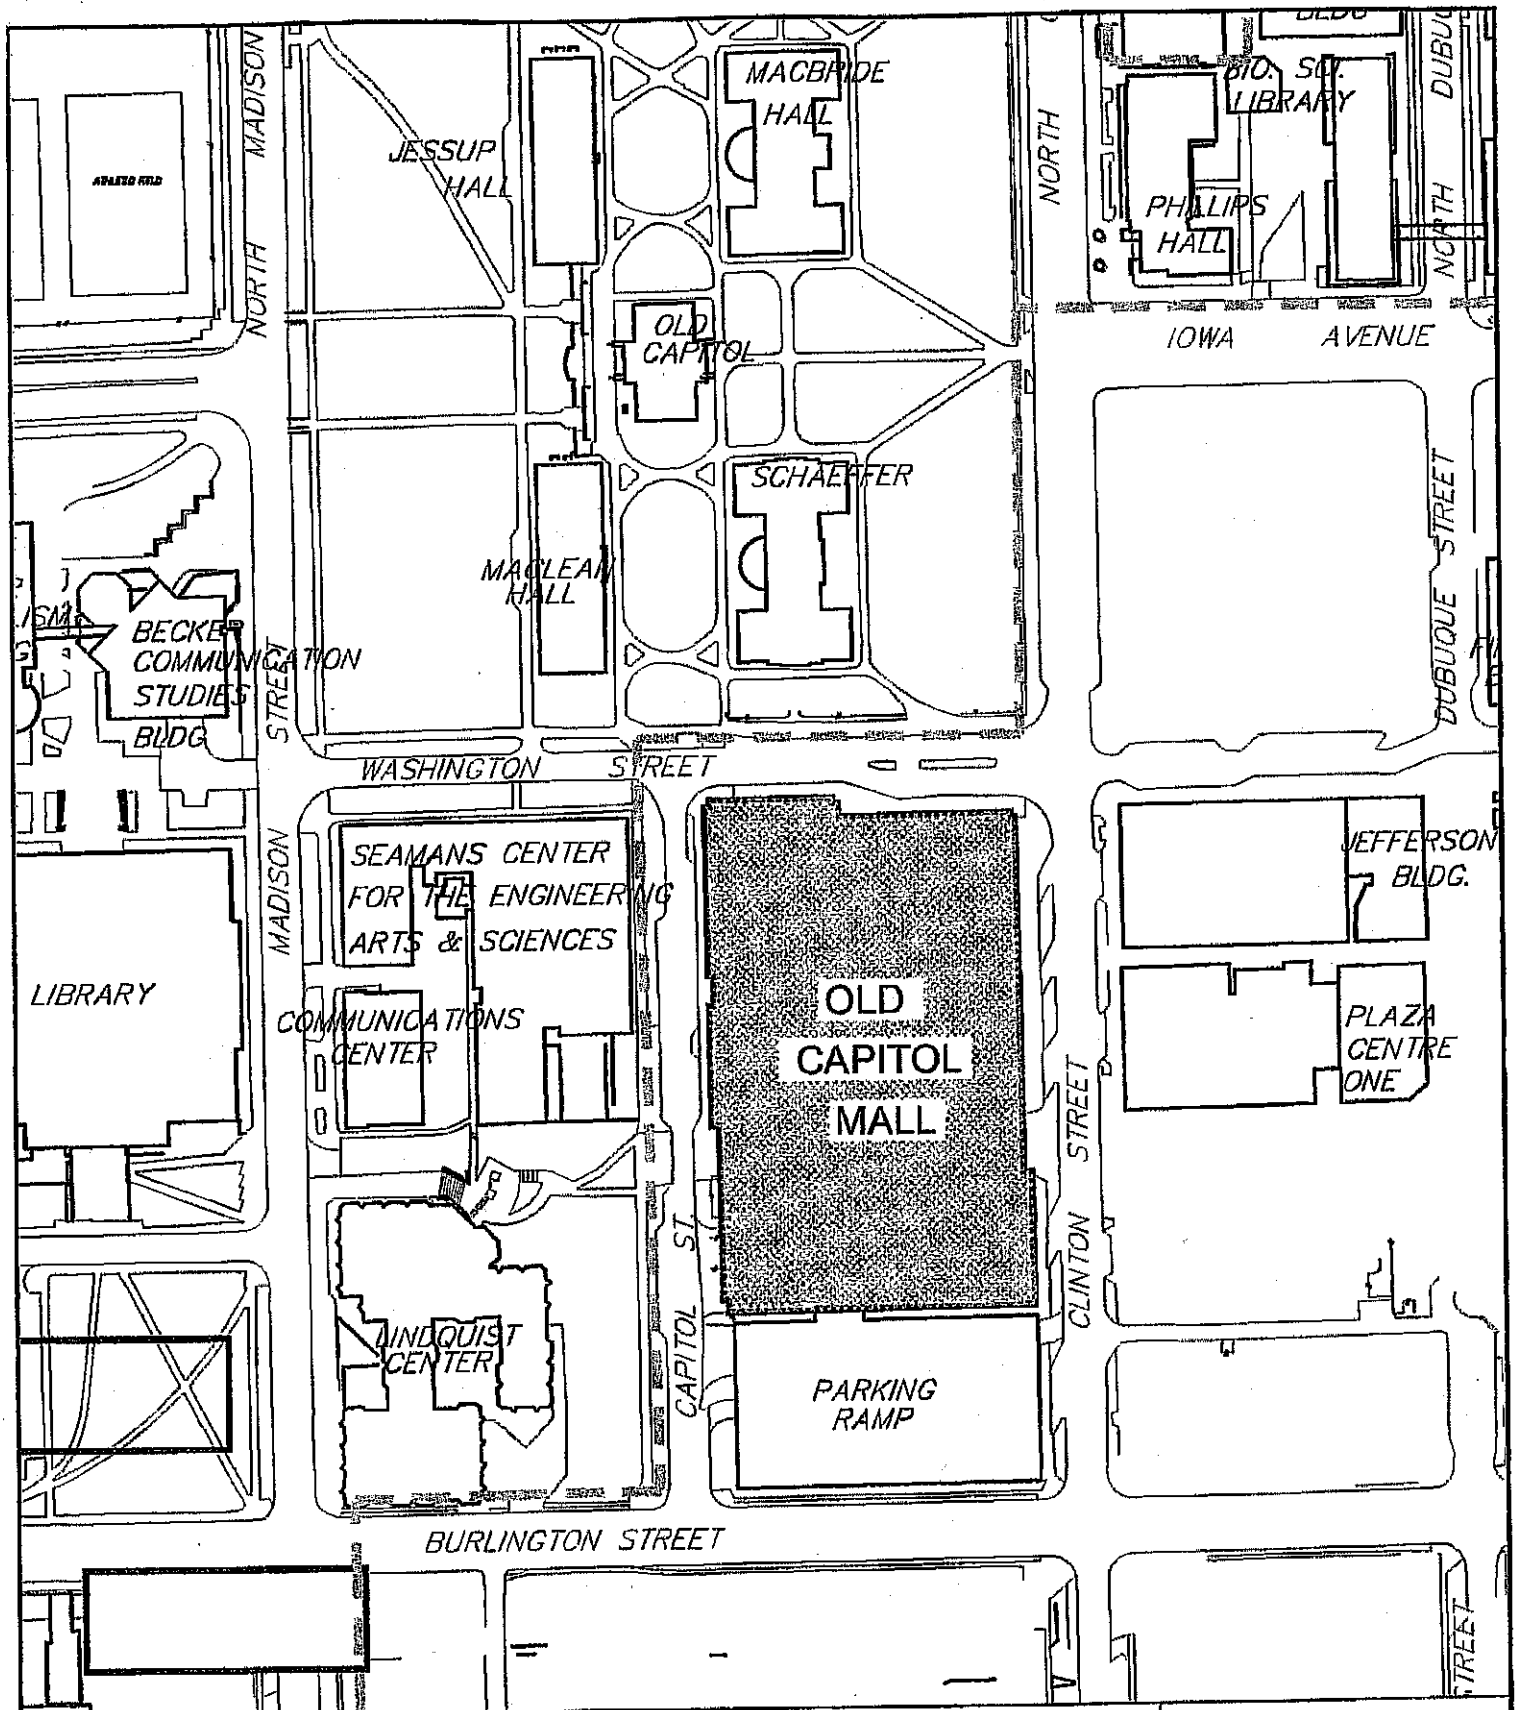 BLDG
MADISON
NORTH
MACBRIDE
HALL
BIO. SCI.
LIBRARY
NORTH
JESSUP
HALL
ATHLETIC FIELD
NORTH
PHILLIPS
HALL
OLD
CAPITOL
IOWA AVENUE
SCHAEFFER
DUBUQUE STREET
MACLEAN
HALL
BECKER
COMMUNICATION
STUDIES
BLDG
STREET
WASHINGTON STREET
MADISON
SEAMANS CENTER
FOR THE ENGINEERING
ARTS & SCIENCES
JEFFERSON
BLDG.
LIBRARY
COMMUNICATIONS
CENTER
OLD
CAPITOL
MALL
PLAZA
CENTRE
ONE
CLINTON STREET
CAPITOL ST.
LINDQUIST
CENTER
PARKING
RAMP
BURLINGTON STREET
STREET